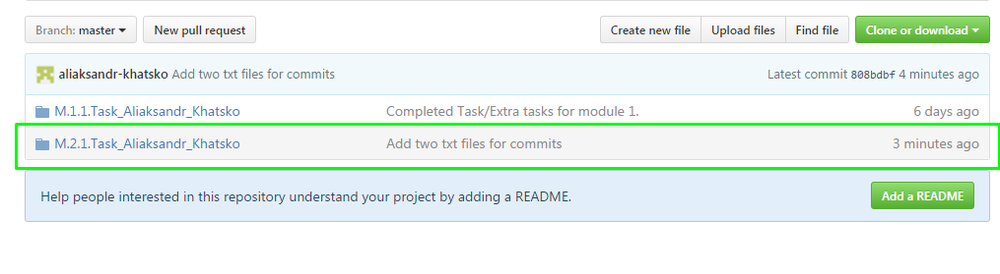 Branch: master New pull request Create new file Upload files Find file Clone or download
aliaksandr-khatsko Add two txt files for commits Latest commit 808bdbf 4 minutes ago
M.1.1.Task_Aliaksandr_Khatsko Completed Task/Extra tasks for module 1. 6 days ago
M.2.1.Task_Aliaksandr_Khatsko Add two txt files for commits 3 minutes ago
Help people interested in this repository understand your project by adding a README. Add a README